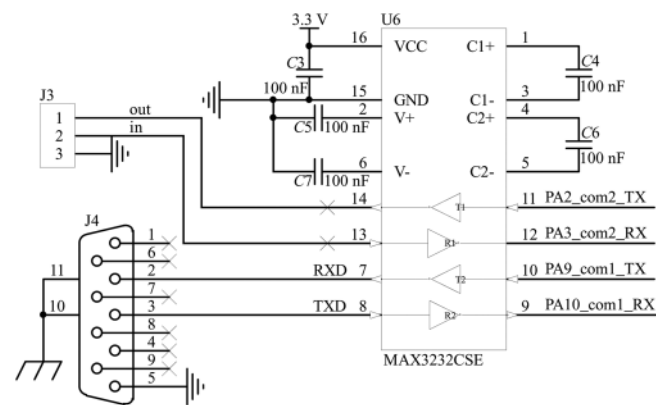 3.3 V
U6
16 VCC C1+ 1
C3
100 nF
C4
100 nF
15 GND C1- 3
2 V+ C2+ 4
C5 100 nF
C6
100 nF
6 V- C2- 5
C7 100 nF
J3
1 out
2 in
3
14 T1 11 PA2_com2_TX
13 R1 12 PA3_com2_RX
RXD 7 T2 10 PA9_com1_TX
TXD 8 R2 9 PA10_com1_RX
MAX3232CSE
J4
1
6
11 2
7
10 3
8
4
9
5